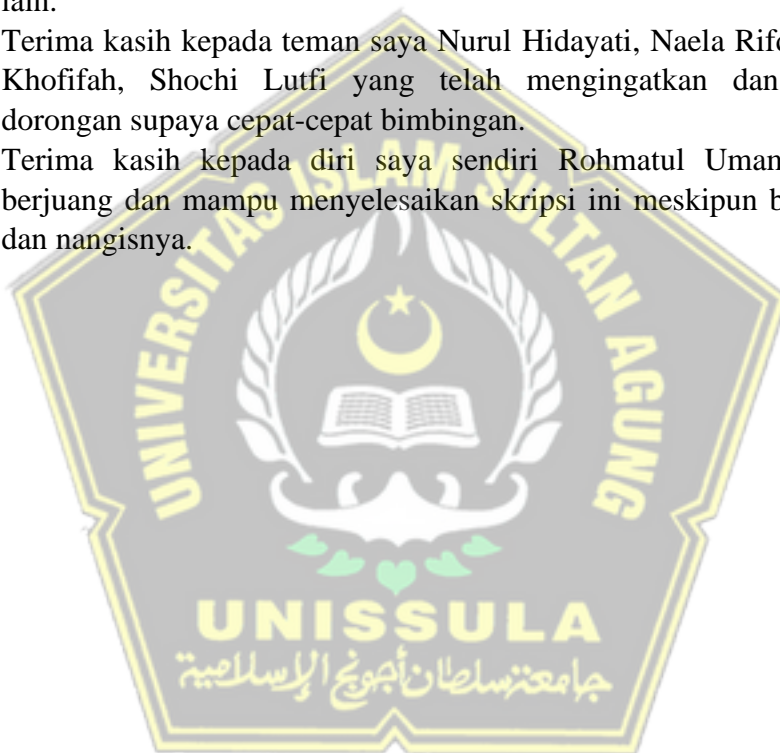 lain.
Terima kasih kepada teman saya Nurul Hidayati, Naela
Khofifah, Shochi Lutfi yang telah mengingatkan dan
dorongan supaya cepat-cepat bimbingan.
Terima kasih kepada diri saya sendiri Rohmatul
berjuang dan mampu menyelesaikan skripsi ini meskipun
dan nangisnya.
UNIVERSITAS ISLAM SULTAN AGUNG
UNISSULA
جامعة سلطان أجونج الإسلامية